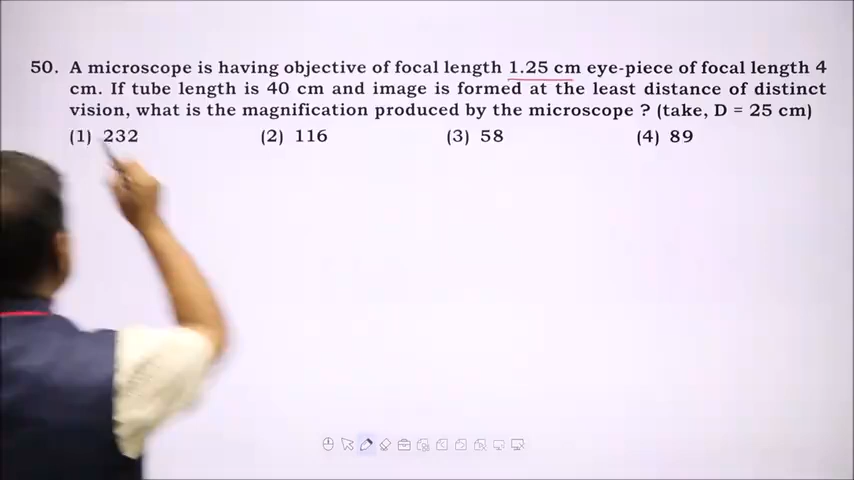 50. A microscope is having objective of focal length 1.25 cm eye-piece of focal length 4
cm. If tube length is 40 cm and image is formed at the least distance of distinct
vision, what is the magnification produced by the microscope ? (take, D = 25 cm)
(1) 232 (2) 116 (3) 58 (4) 89